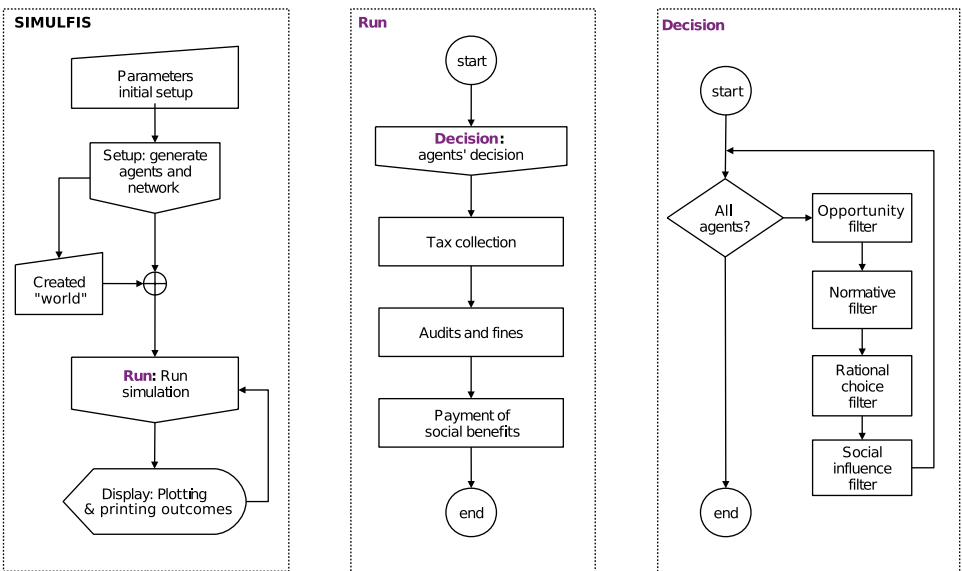 SIMULFIS
Parameters
initial setup
Setup: generate
agents and
network
Created
"world"
Run: Run
simulation
Display: Plotting
& printing outcomes
Run
start
Decision:
agents' decision
Tax collection
Audits and fines
Payment of
social benefits
end
Decision
start
All
agents?
Opportunity
filter
Normative
filter
Rational
choice
filter
Social
influence
filter
end